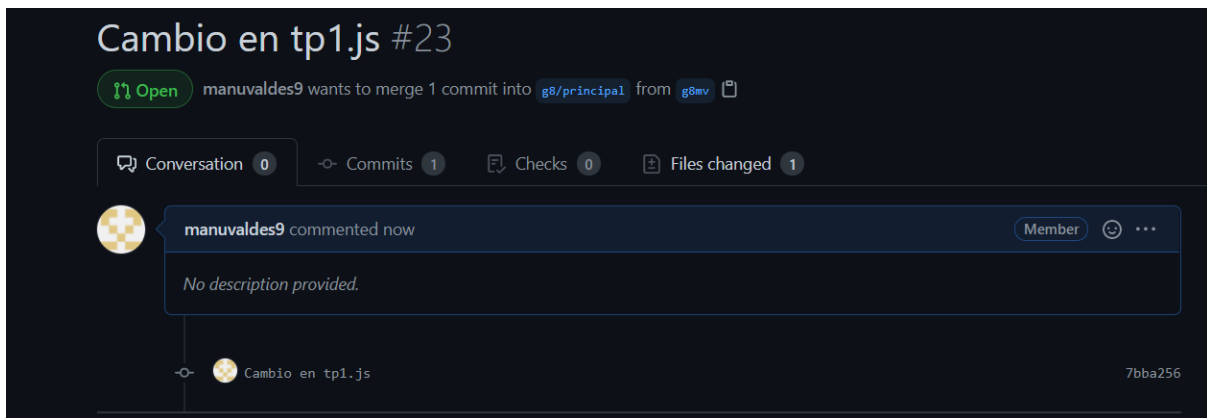 Cambio en tp1.js #23
Open manuvaldes9 wants to merge 1 commit into g8/principal from g8mv
Conversation 0 Commits 1 Checks 0 Files changed 1
manuvaldes9 commented now Member
No description provided.
Cambio en tp1.js 7bba256